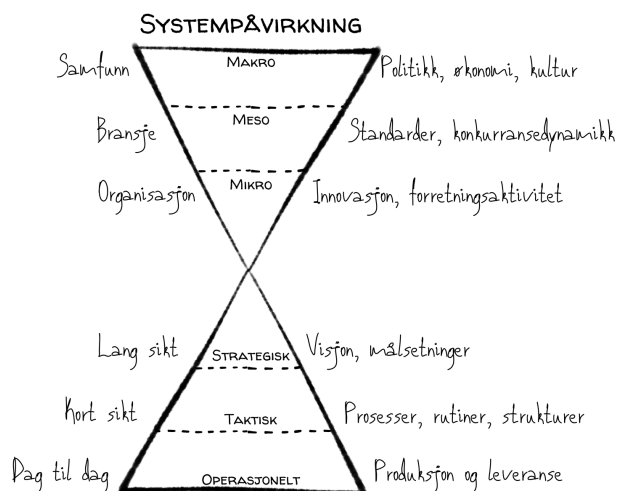 SYSTEMPÅVIRKNING
Samfunn MAKRO Politikk, økonomi, kultur
Bransje MESO Standarder, konkurransedynamikk
Organisasjon MIKRO Innovasjon, forretningsaktivitet
Lang sikt STRATEGISK Visjon, målsetninger
Kort sikt TAKTISK Prosesser, rutiner, strukturer
Dag til dag OPERASJONELT Produksjon og leveranse